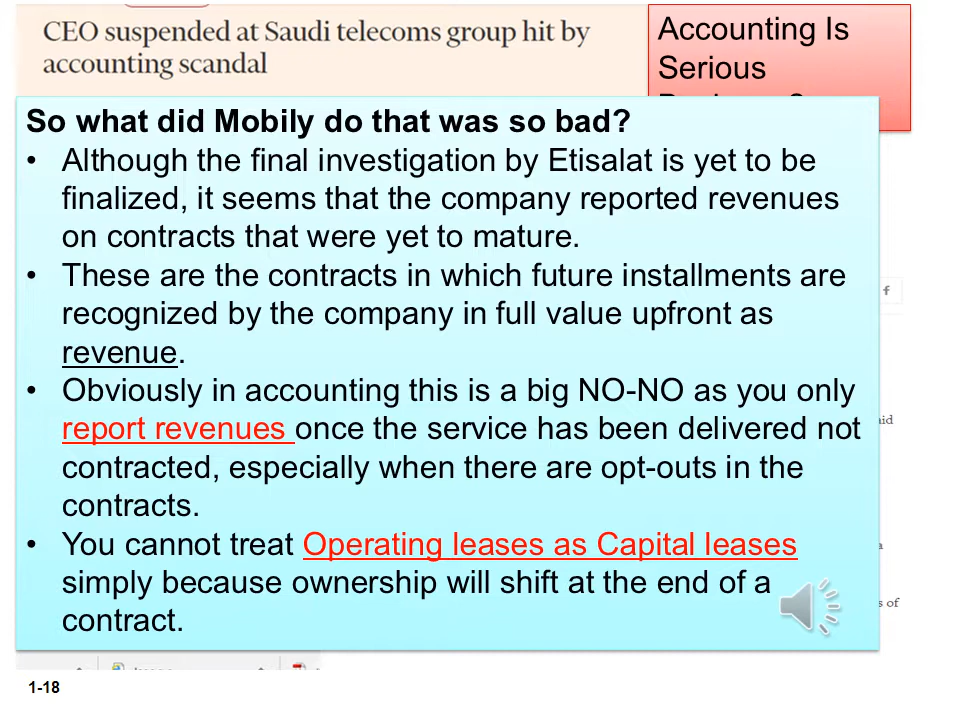 CEO suspended at Saudi telecoms group hit by
accounting scandal
Accounting Is
Serious
So what did Mobily do that was so bad?
• Although the final investigation by Etisalat is yet to be
finalized, it seems that the company reported revenues
on contracts that were yet to mature.
• These are the contracts in which future installments are
recognized by the company in full value upfront as
revenue.
• Obviously in accounting this is a big NO-NO as you only
report revenues once the service has been delivered not
contracted, especially when there are opt-outs in the
contracts.
• You cannot treat Operating leases as Capital leases
simply because ownership will shift at the end of a
contract.
f
a
s of
1-18